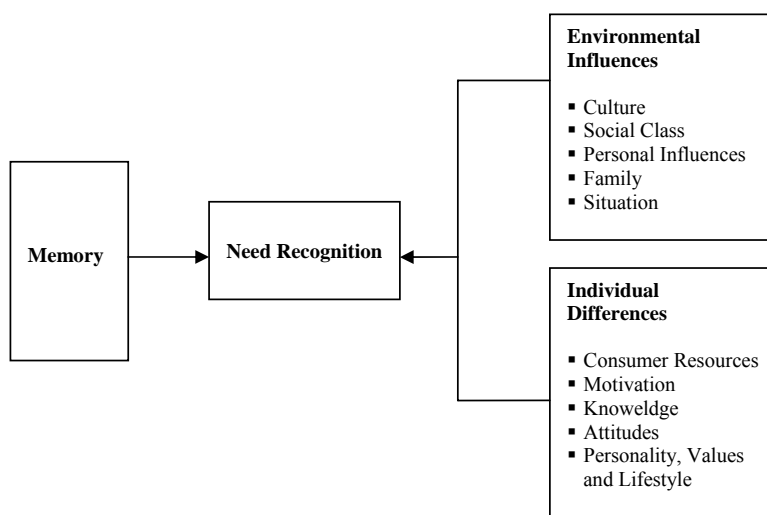 Memory
Need Recognition
Environmental
Influences
▪ Culture
▪ Social Class
▪ Personal Influences
▪ Family
▪ Situation
Individual
Differences
▪ Consumer Resources
▪ Motivation
▪ Knoweldge
▪ Attitudes
▪ Personality, Values
and Lifestyle